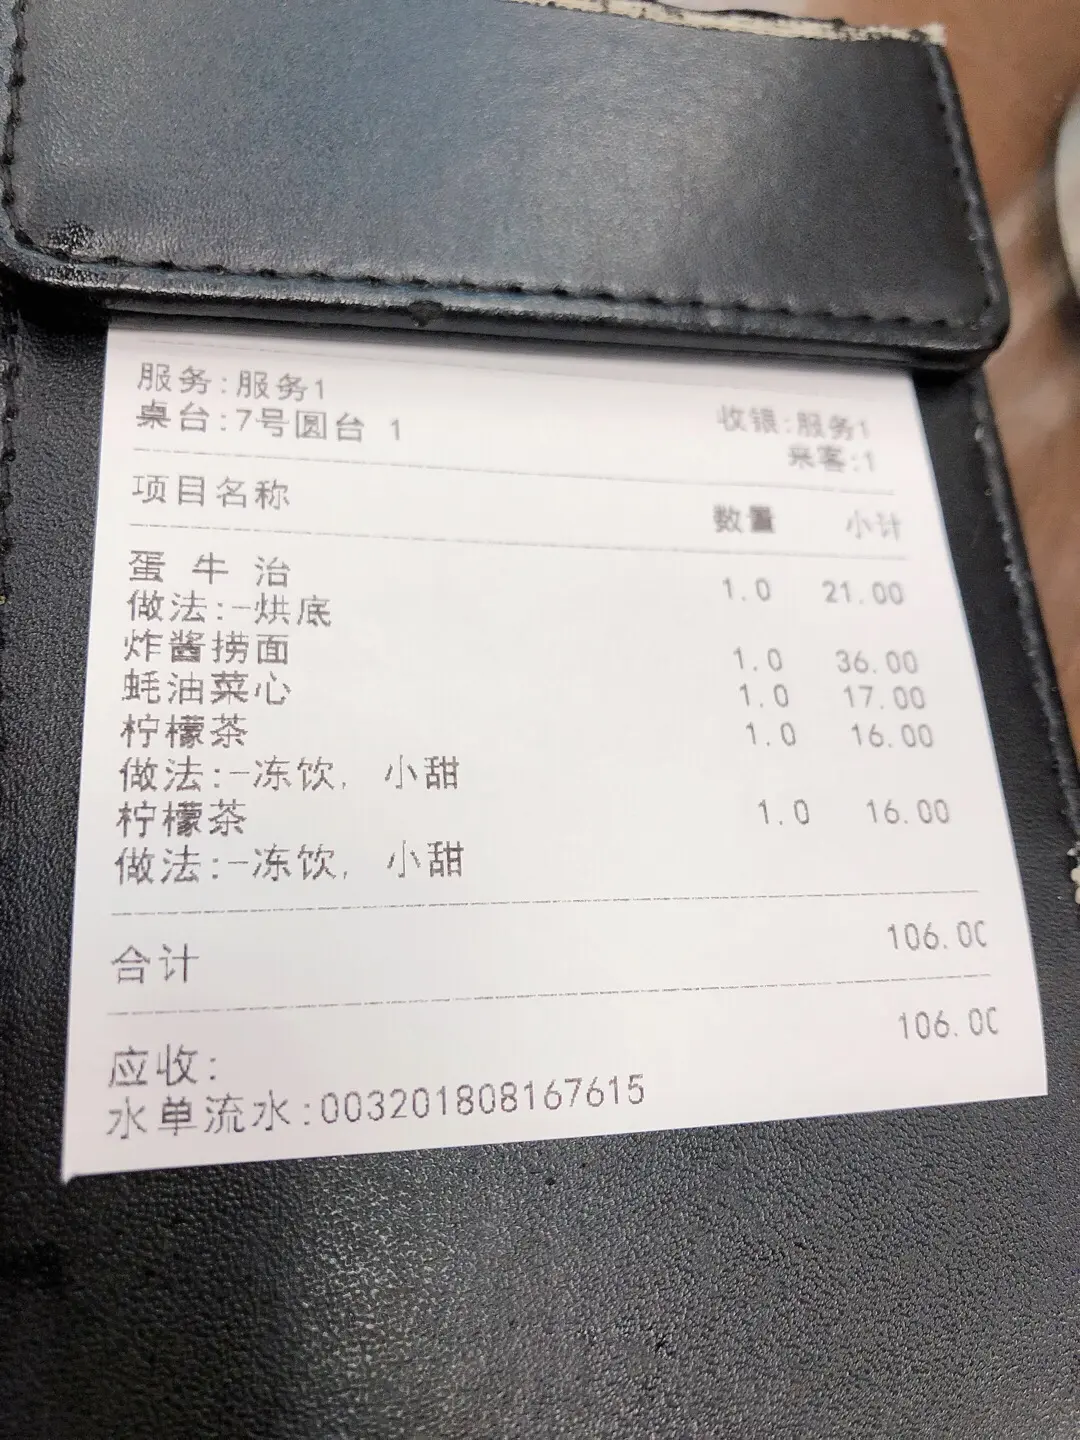 服务:服务1 收银:服务1
桌台:7号圆台 1 来客:1
项目名称 数量 小计
蛋 牛 治 1.0 21.00
做法:-烘底
炸酱捞面 1.0 36.00
蚝油菜心 1.0 17.00
柠檬茶 1.0 16.00
做法:-冻饮, 小甜
柠檬茶 1.0 16.00
做法:-冻饮, 小甜
合计 106.00
应收: 106.00
水单流水:003201808167615